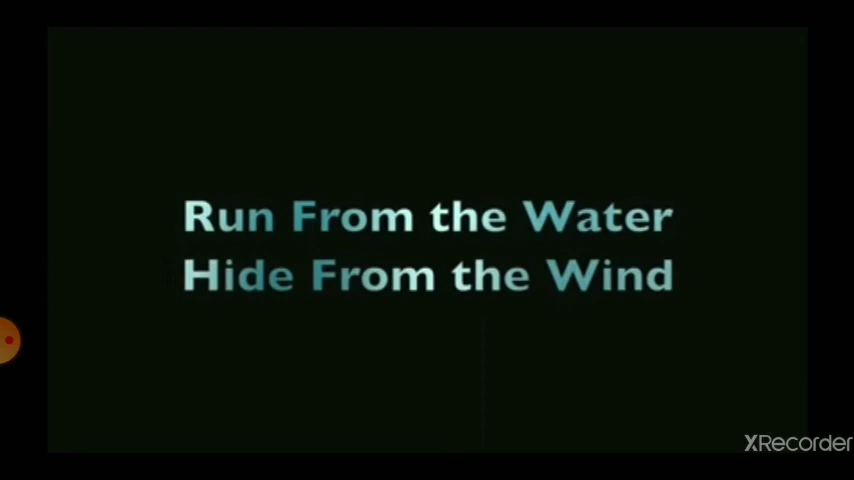 Run From the Water
Hide From the Wind
XRecorder